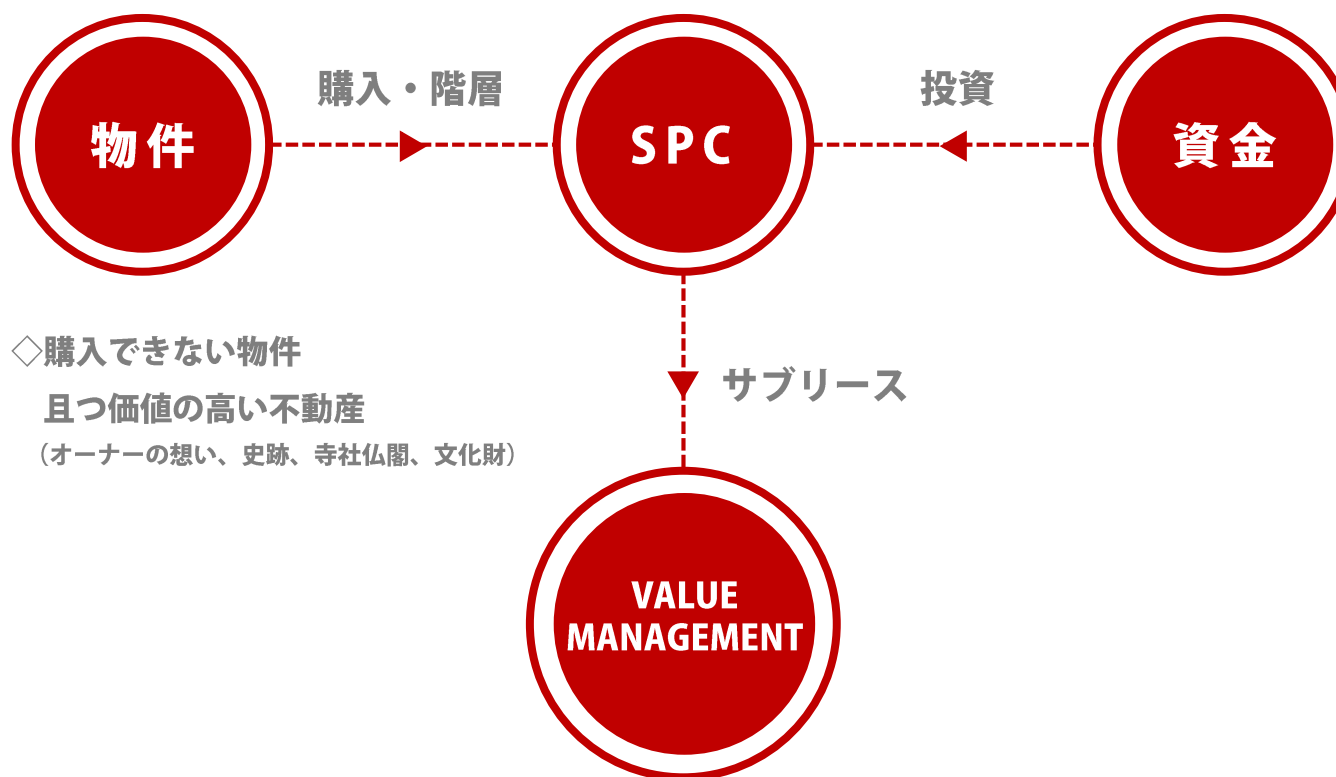 物件
購入・階層
SPC
投資
資金
◇購入できない物件
且つ価値の高い不動産
（オーナーの想い、史跡、寺社仏閣、文化財）
サブリース
VALUE
MANAGEMENT